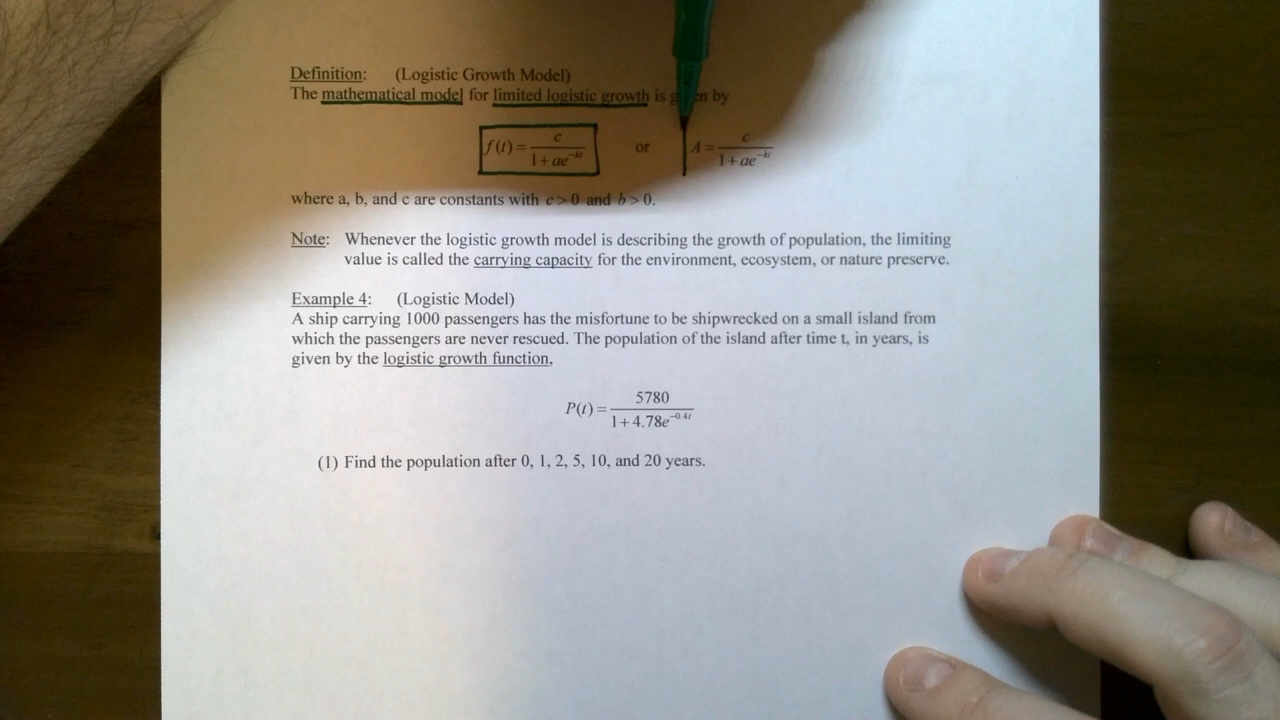 Definition: (Logistic Growth Model)
The mathematical model for limited logistic growth is by
f(t) = c / (1 + ae^{-kt}) or A = c / (1 + ae^{-kt})
where a, b, and c are constants with c > 0 and b > 0.
Note: Whenever the logistic growth model is describing the growth of population, the limiting
value is called the carrying capacity for the environment, ecosystem, or nature preserve.
Example 4: (Logistic Model)
A ship carrying 1000 passengers has the misfortune to be shipwrecked on a small island from
which the passengers are never rescued. The population of the island after time t, in years, is
given by the logistic growth function,
P(t) = 5780 / (1 + 4.78e^{-0.4t})
(1) Find the population after 0, 1, 2, 5, 10, and 20 years.